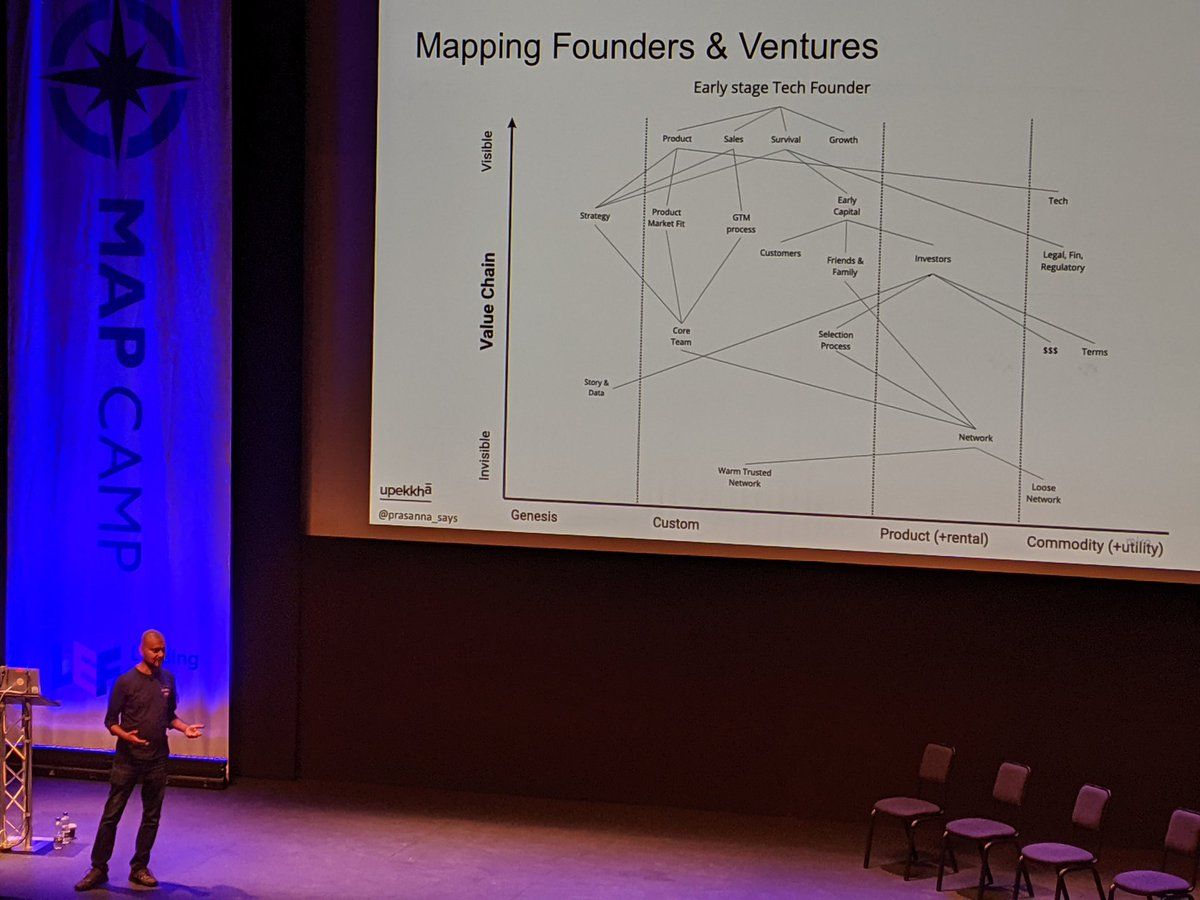 MAP CAMP
Mapping Founders & Ventures
Early stage Tech Founder
Visible
Value Chain
Invisible
Product
Sales
Survival
Growth
Tech
Strategy
Product
Market Fit
GTM
process
Early
Capital
Customers
Friends &
Family
Investors
Legal, Fin,
Regulatory
Core
Team
Selection
Process
$$$
Terms
Story &
Data
Network
Warm Trusted
Network
Loose
Network
upekkhā
@prasanna_says
Genesis
Custom
Product (+rental)
Commodity (+utility)